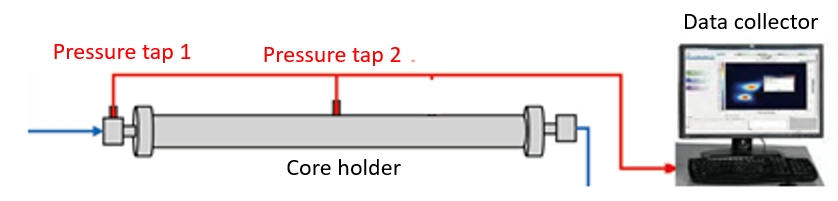 Data collector
Pressure tap 1
Pressure tap 2
Core holder